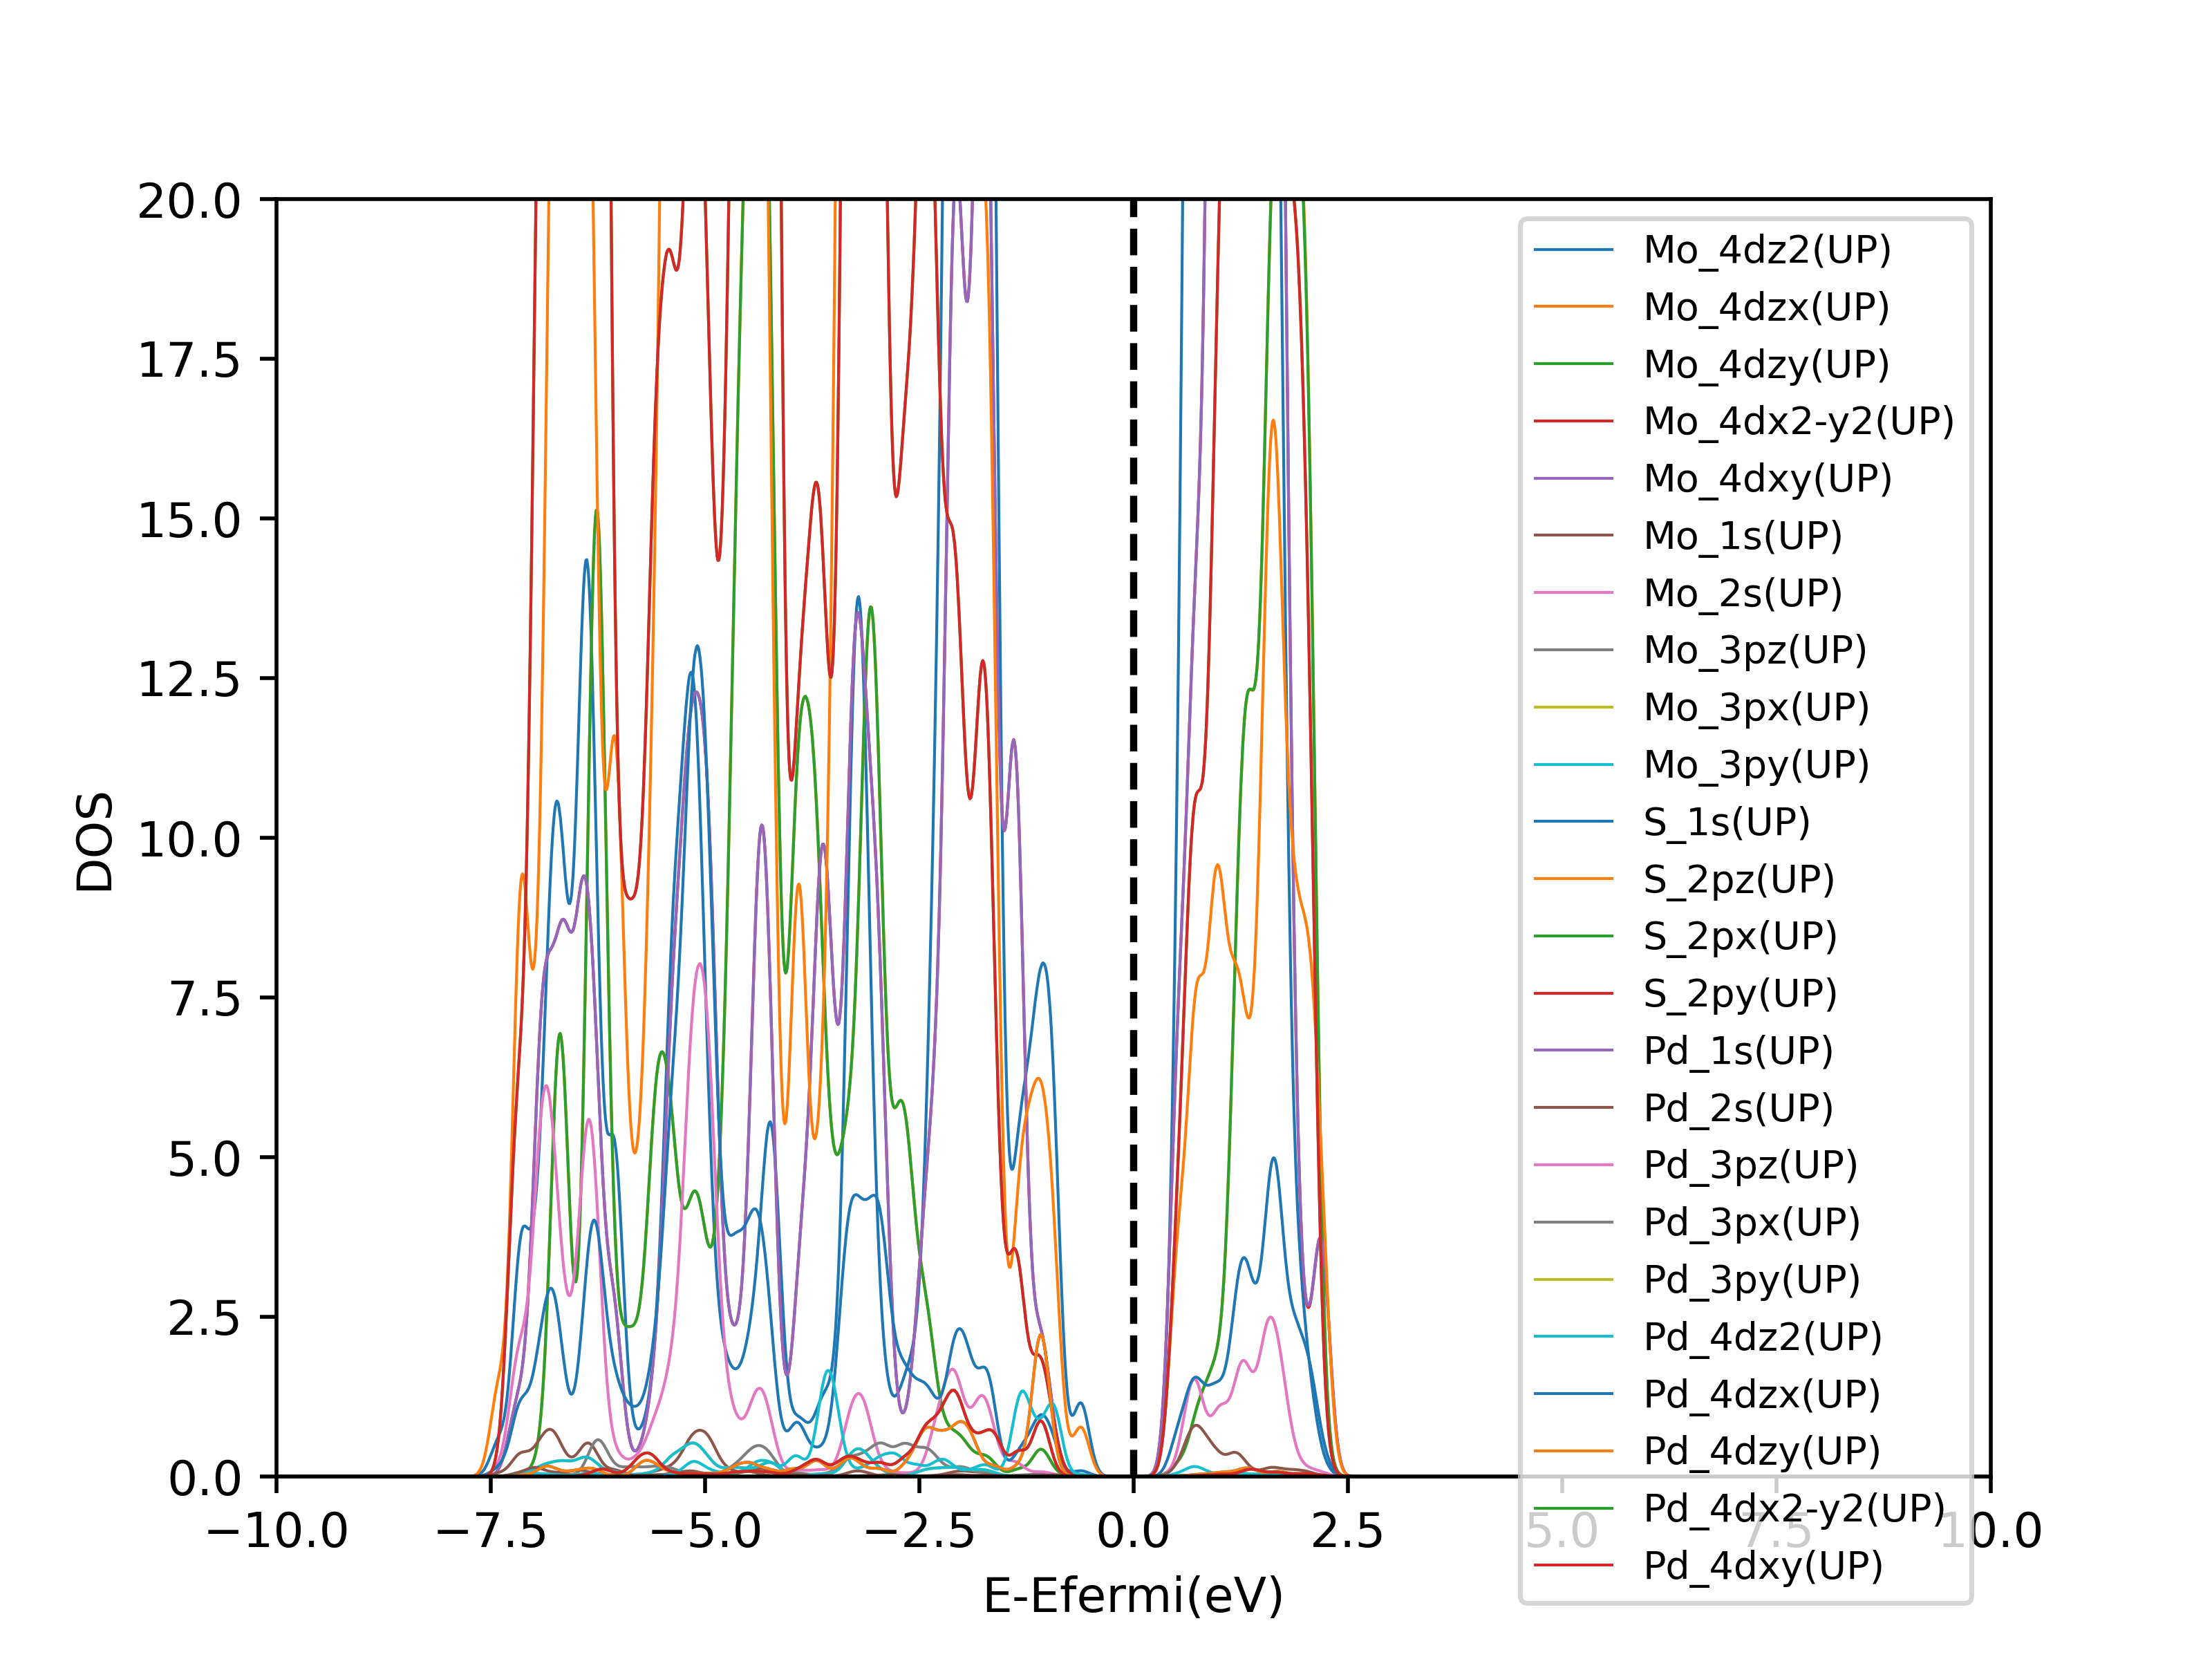 20.0
17.5
15.0
12.5
10.0
7.5
5.0
2.5
0.0
DOS
−10.0 −7.5 −5.0 −2.5 0.0 2.5 5.0 7.5 10.0
E-Efermi(eV)
Mo_4dz2(UP)
Mo_4dzx(UP)
Mo_4dzy(UP)
Mo_4dx2-y2(UP)
Mo_4dxy(UP)
Mo_1s(UP)
Mo_2s(UP)
Mo_3pz(UP)
Mo_3px(UP)
Mo_3py(UP)
S_1s(UP)
S_2pz(UP)
S_2px(UP)
S_2py(UP)
Pd_1s(UP)
Pd_2s(UP)
Pd_3pz(UP)
Pd_3px(UP)
Pd_3py(UP)
Pd_4dz2(UP)
Pd_4dzx(UP)
Pd_4dzy(UP)
Pd_4dx2-y2(UP)
Pd_4dxy(UP)